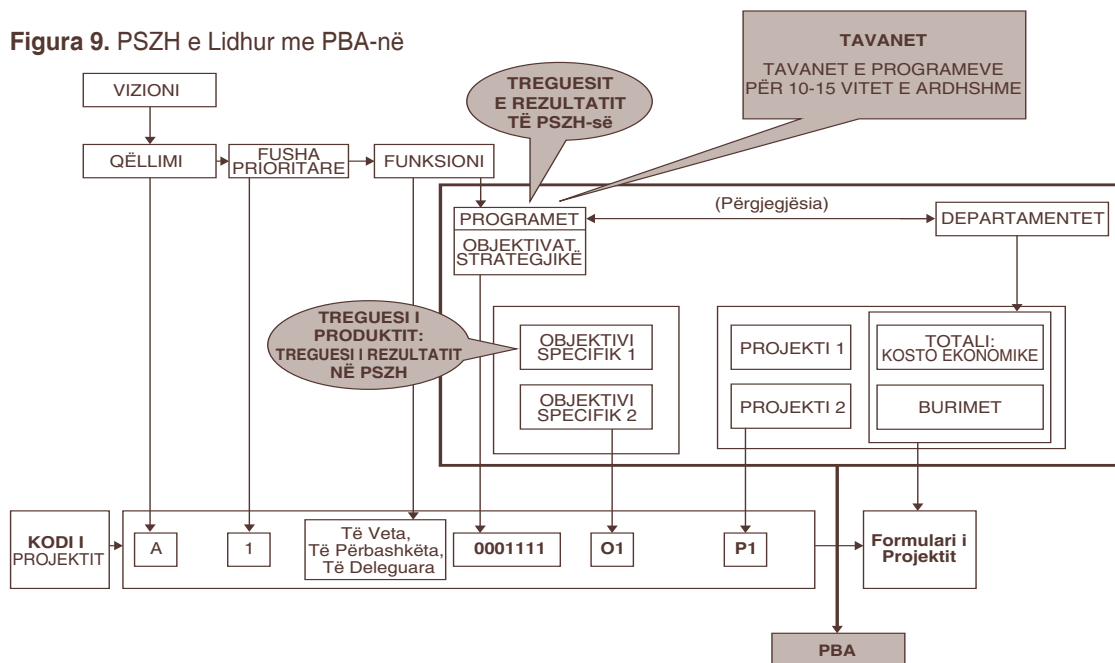 Figura 9. PSZH e Lidhur me PBA-në
TAVANET
TAVANET E PROGRAMEVE
PËR 10-15 VITET E ARDHSHME
TREGUESIT
E REZULTATIT
TË PSZH-së
VIZIONI
QËLLIMI
FUSHA
PRIORITARE
FUNKSIONI
PROGRAMET
OBJEKTIVAT
STRATEGJIKË
(Përgjegjësia)
DEPARTAMENTET
TREGUESI I
PRODUKTIT:
TREGUESI I REZULTATIT
NË PSZH
OBJEKTIVI
SPECIFIK 1
OBJEKTIVI
SPECIFIK 2
PROJEKTI 1
PROJEKTI 2
TOTALI:
KOSTO EKONOMIKE
BURIMET
KODI I
PROJEKTIT
A
1
Të Veta,
Të Përbashkëta,
Të Deleguara
0001111
O1
P1
Formulari i
Projektit
PBA